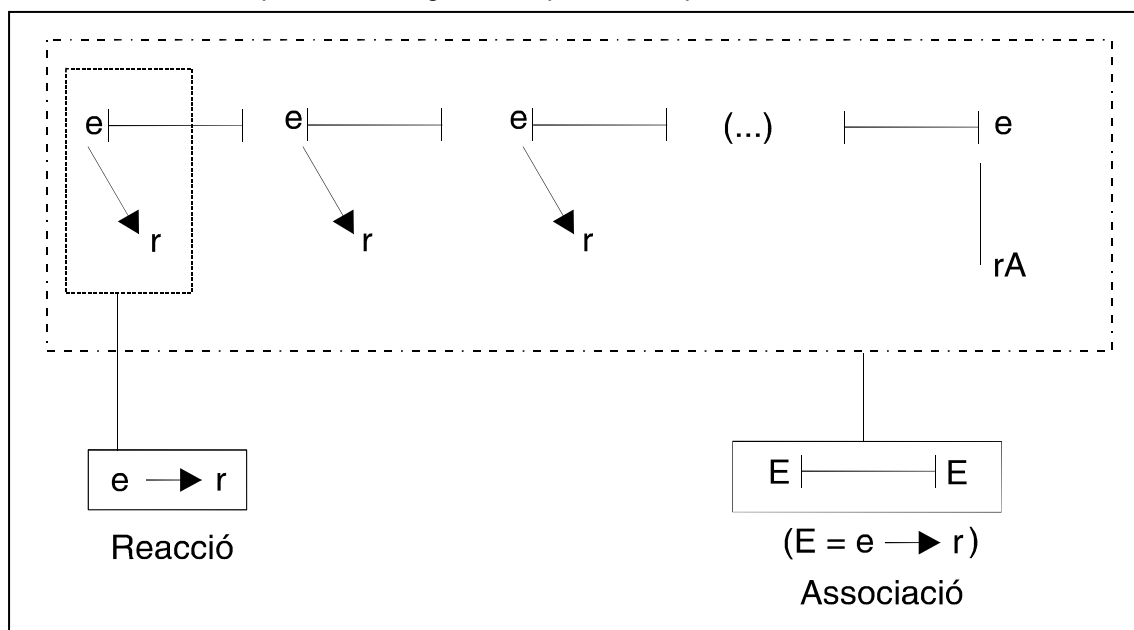 e e e (...) e
r r r
rA
e r
E E
Reacció
(E = e r)
Associació